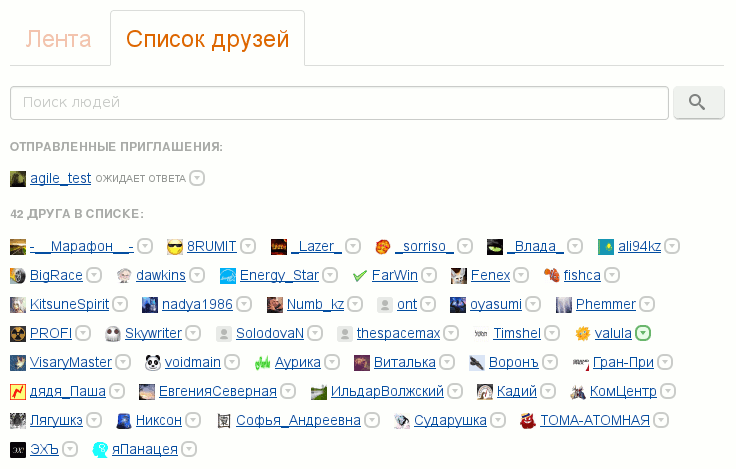 Лента Список друзей
Поиск людей
ОТПРАВЛЕННЫЕ ПРИГЛАШЕНИЯ:
agile_test ОЖИДАЕТ ОТВЕТА
42 ДРУГА В СПИСКЕ:
-__Марафон__- 8RUMIT _Lazer_ _sorriso_ _Влада_ ali94kz
BigRace dawkins Energy_Star FarWin Fenex fishca
KitsuneSpirit nadya1986 Numb_kz ont oyasumi Phemmer
PROFI Skywriter SolodovaN thespacemax Timshel valula
VisaryMaster voidmain Аурика Виталька Воронъ Гран-При
дядя_Паша ЕвгенияСеверная ИльдарВолжский Кадий КомЦентр
Лягушкэ Никсон Софья_Андреевна Сударушка ТОМА-АТОМНАЯ
ЭХЪ яПанацея